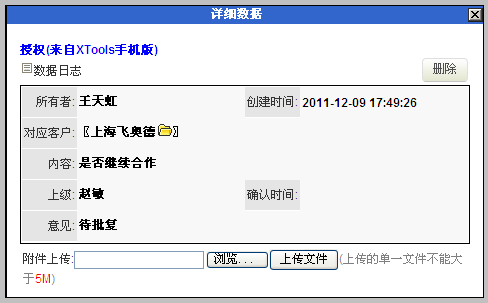 详细数据
授权(来自XTools手机版)
数据日志 删除
所有者: 王天虹 创建时间: 2011-12-09 17:49:26
对应客户: 〖上海飞奥德〗
内容: 是否继续合作
上级: 赵敏 确认时间:
意见: 待批复
附件上传: 浏览... 上传文件 (上传的单一文件不能大
于5M)